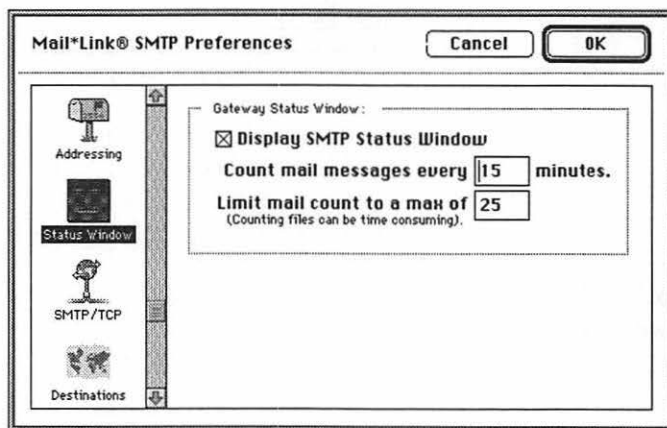 Mail*Link® SMTP Preferences
Cancel
OK
Addressing
Status Window
SMTP/TCP
Destinations
Gateway Status Window:
Display SMTP Status Window
Count mail messages every 15 minutes.
Limit mail count to a max of 25
(Counting files can be time consuming).